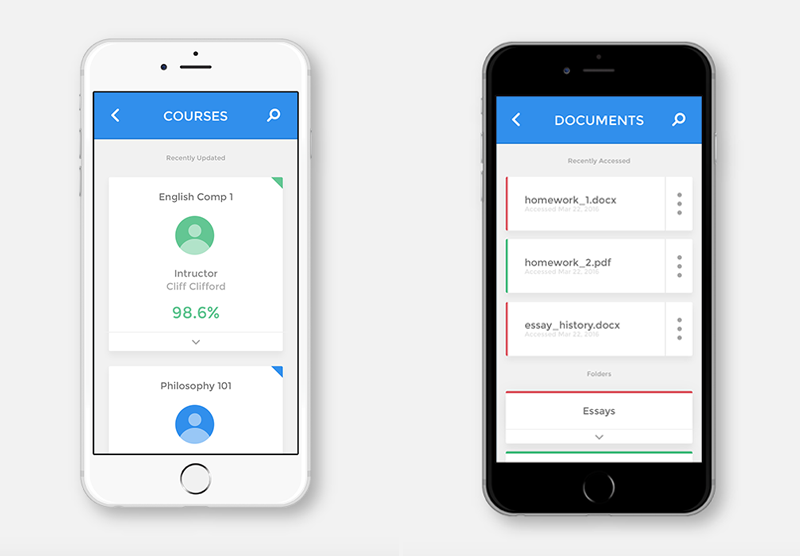 COURSES
Recently Updated
English Comp 1
Intructor
Cliff Clifford
98.6%
Philosophy 101
DOCUMENTS
Recently Accessed
homework_1.docx
Accessed Mar 22, 2016
homework_2.pdf
Accessed Mar 22, 2016
essay_history.docx
Accessed Mar 22, 2016
Folders
Essays